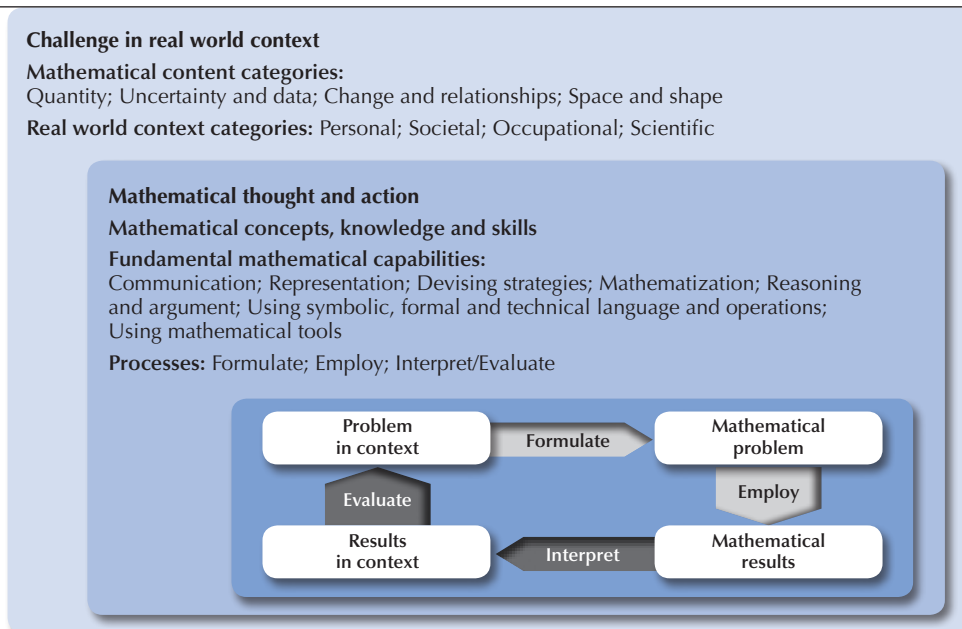 Challenge in real world context
Mathematical content categories:
Quantity; Uncertainty and data; Change and relationships; Space and shape
Real world context categories: Personal; Societal; Occupational; Scientific
Mathematical thought and action
Mathematical concepts, knowledge and skills
Fundamental mathematical capabilities:
Communication; Representation; Devising strategies; Mathematization; Reasoning
and argument; Using symbolic, formal and technical language and operations;
Using mathematical tools
Processes: Formulate; Employ; Interpret/Evaluate
Problem
in context
Formulate
Mathematical
problem
Evaluate
Employ
Results
in context
Interpret
Mathematical
results